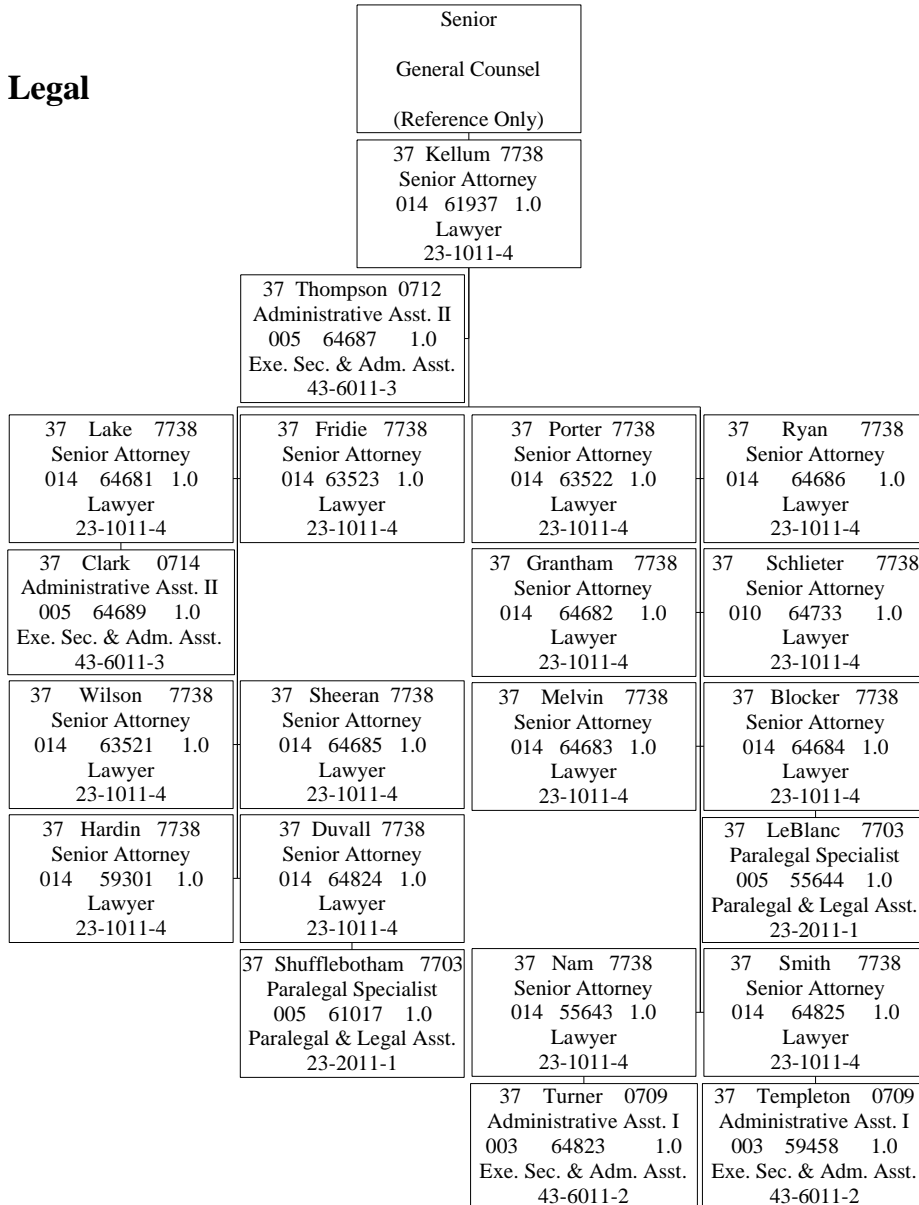 Legal
Senior
General Counsel
(Reference Only)
37 Kellum 7738
Senior Attorney
014 61937 1.0
Lawyer
23-1011-4
37 Thompson 0712
Administrative Asst. II
005 64687 1.0
Exe. Sec. & Adm. Asst.
43-6011-3
37 Lake 7738
Senior Attorney
014 64681 1.0
Lawyer
23-1011-4
37 Fridie 7738
Senior Attorney
014 63523 1.0
Lawyer
23-1011-4
37 Porter 7738
Senior Attorney
014 63522 1.0
Lawyer
23-1011-4
37 Ryan 7738
Senior Attorney
014 64686 1.0
Lawyer
23-1011-4
37 Clark 0714
Administrative Asst. II
005 64689 1.0
Exe. Sec. & Adm. Asst.
43-6011-3
37 Grantham 7738
Senior Attorney
014 64682 1.0
Lawyer
23-1011-4
37 Schlieter 7738
Senior Attorney
010 64733 1.0
Lawyer
23-1011-4
37 Wilson 7738
Senior Attorney
014 63521 1.0
Lawyer
23-1011-4
37 Sheeran 7738
Senior Attorney
014 64685 1.0
Lawyer
23-1011-4
37 Melvin 7738
Senior Attorney
014 64683 1.0
Lawyer
23-1011-4
37 Blocker 7738
Senior Attorney
014 64684 1.0
Lawyer
23-1011-4
37 Hardin 7738
Senior Attorney
014 59301 1.0
Lawyer
23-1014-4
37 Duvall 7738
Senior Attorney
014 64824 1.0
Lawyer
23-1011-4
37 LeBlanc 7703
Paralegal Specialist
005 55644 1.0
Paralegal & Legal Asst.
23-2011-1
37 Shufflebotham 7703
Paralegal Specialist
005 61017 1.0
Paralegal & Legal Asst.
23-2011-1
37 Nam 7738
Senior Attorney
014 55643 1.0
Lawyer
23-1011-4
37 Smith 7738
Senior Attorney
014 64825 1.0
Lawyer
23-1011-4
37 Turner 0709
Administrative Asst. I
003 64823 1.0
Exe. Sec. & Adm. Asst.
43-6011-2
37 Templeton 0709
Administrative Asst. I
003 59458 1.0
Exe. Sec. & Adm. Asst.
43-6011-2